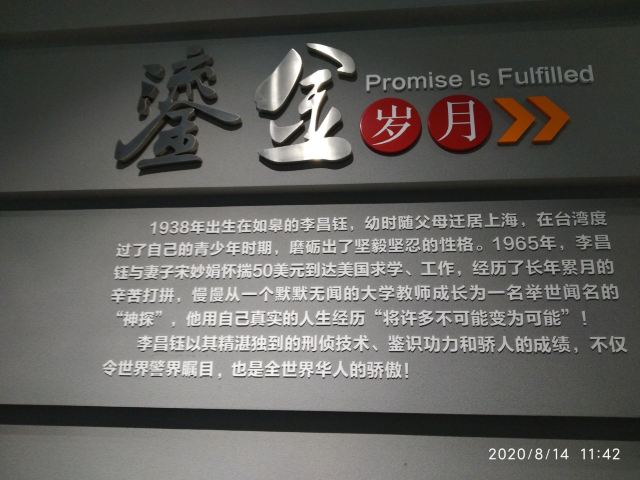 鎏金
Promise Is Fulfilled
岁月
1938年出生在如皋的李昌钰，幼时随父母迁居上海，在台湾度
过了自己的青少年时期，磨砺出了坚毅坚忍的性格。1965年，李昌
钰与妻子宋妙娟怀揣50美元到达美国求学、工作，经历了长年累月的
辛苦打拼，慢慢从一个默默无闻的大学教师成长为一名举世闻名的
“神探”，他用自己真实的人生经历“将许多不可能变为可能”！
李昌钰以其精湛独到的刑侦技术、鉴识功力和骄人的成绩，不仅
令世界警界瞩目，也是全世界华人的骄傲！
2020/8/14 11:42